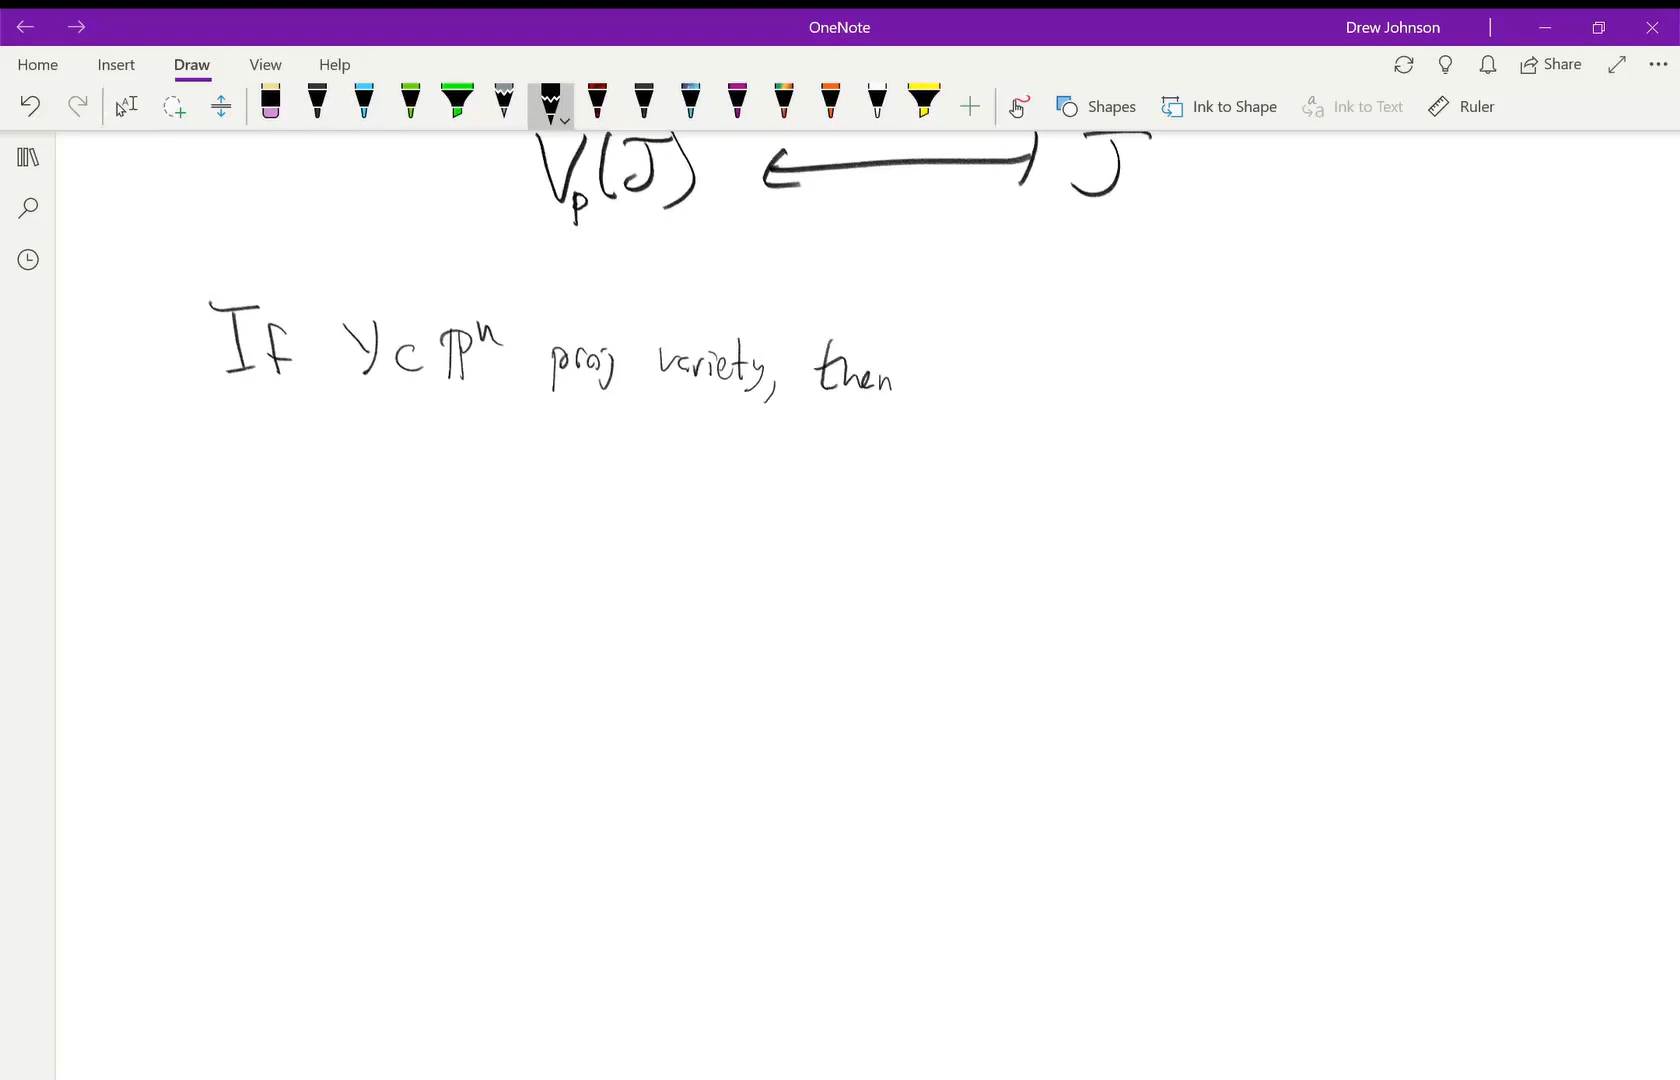 OneNote
Drew Johnson
Home Insert Draw View Help
Share
Shapes Ink to Shape Ink to Text Ruler
V_p(J) ⟻ J
If Y ⊂ ℙ^n proj variety, then